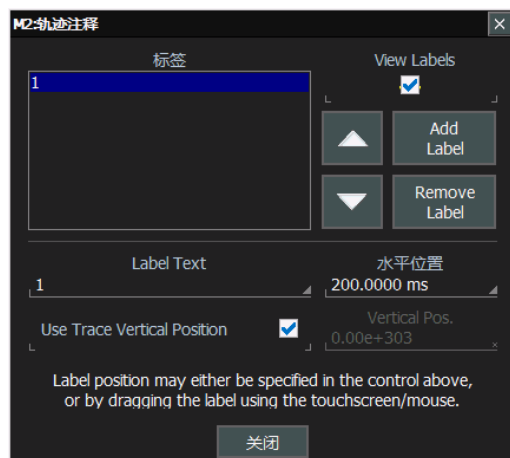 M2:轨迹注释
标签
View Labels
1
Add
Label
Remove
Label
Label Text
水平位置
1
200.0000 ms
Use Trace Vertical Position
Vertical Pos.
0.00e+303
Label position may either be specified in the control above,
or by dragging the label using the touchscreen/mouse.
关闭